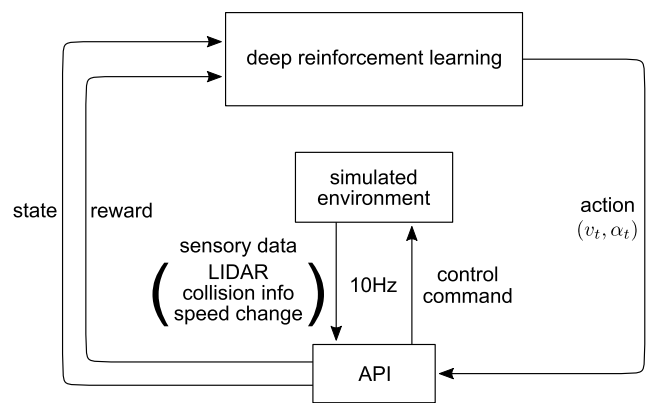 deep reinforcement learning
simulated
environment
state
reward
action
(v_t, α_t)
sensory data
LIDAR
collision info
speed change
10Hz
control
command
API